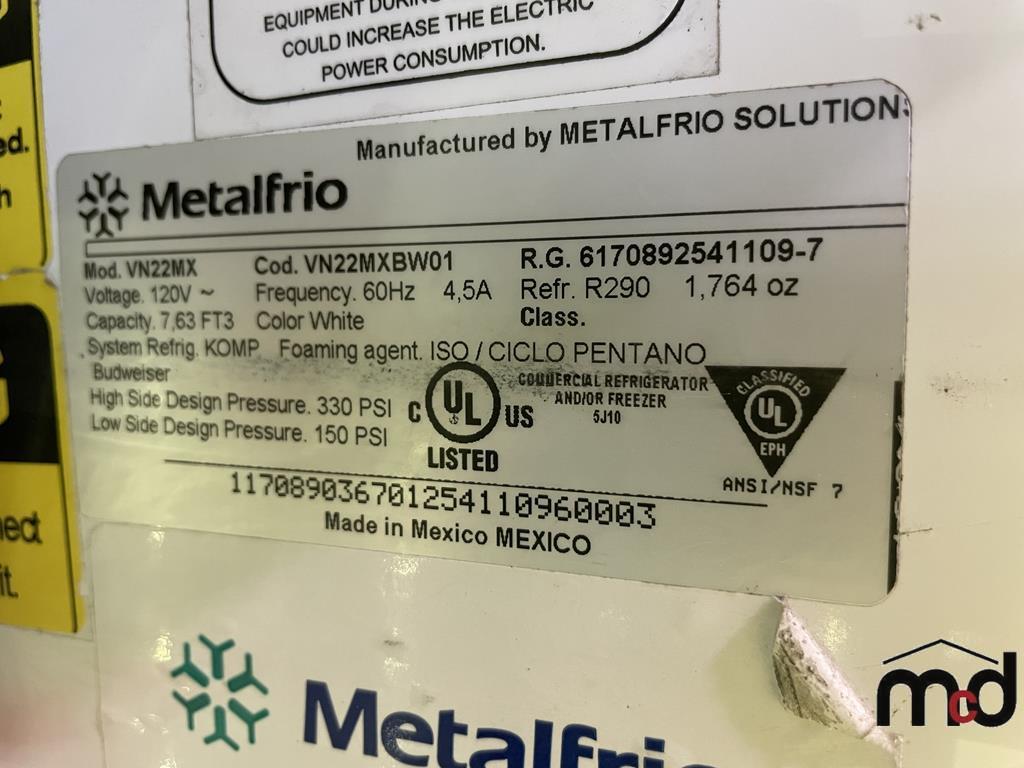 EQUIPMENT DURING
COULD INCREASE THE ELECTRIC
POWER CONSUMPTION.
ed.
h
Manufactured by METALFRIO SOLUTIONS
Metalfrio
Mod. VN22MX Cod. VN22MXBW01 R.G. 6170892541109-7
Voltage. 120V ~ Frequency. 60Hz 4,5A Refr. R290 1,764 oz
Capacity. 7,63 FT3 Color White Class.
System Refrig. KOMP Foaming agent. ISO / CICLO PENTANO
Budweiser
High Side Design Pressure. 330 PSI
Low Side Design Pressure. 150 PSI
C UL US
LISTED
COMMERCIAL REFRIGERATOR
AND/OR FREEZER
5J10
CLASSIFIED
UL
EPH
ANSI/NSF 7
117089036701254110960003
Made in Mexico MEXICO
nect
it.
Metalfrio
mcd